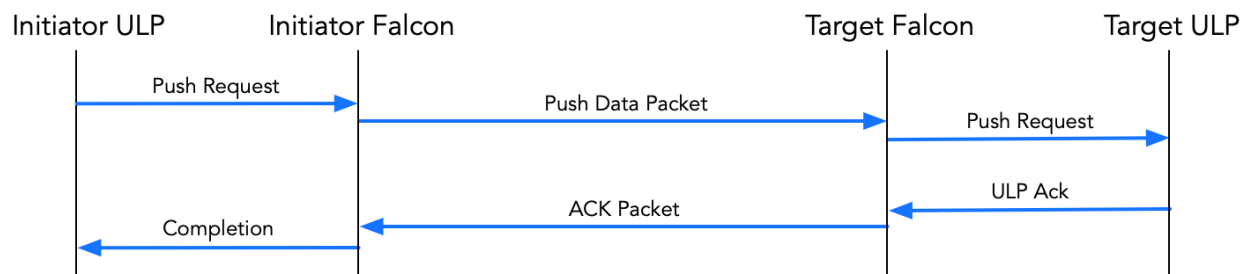 Initiator ULP
Initiator Falcon
Target Falcon
Target ULP
Push Request
Push Data Packet
Push Request
ULP Ack
ACK Packet
Completion